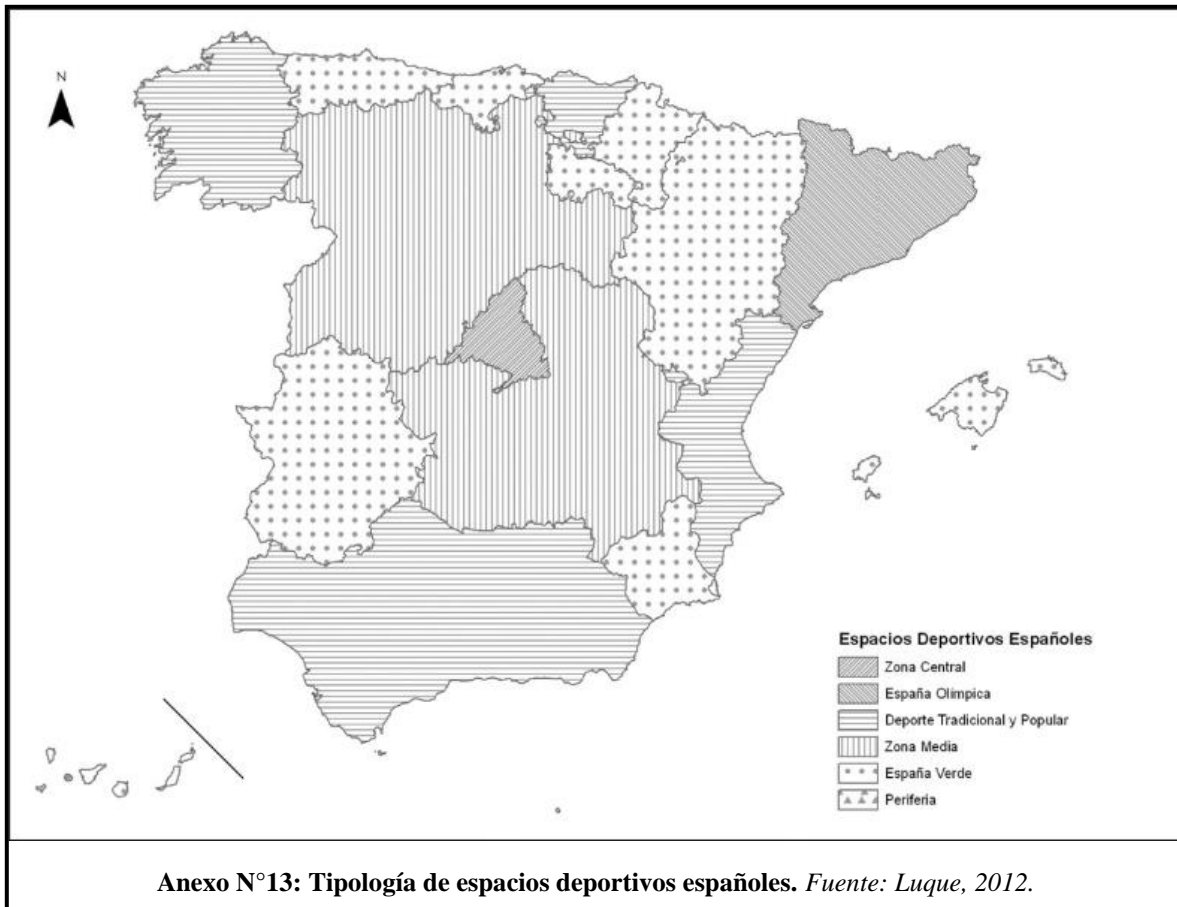 N
Espacios Deportivos Españoles
Zona Central
España Olímpica
Deporte Tradicional y Popular
Zona Media
España Verde
Periferia
Anexo N°13: Tipología de espacios deportivos españoles. Fuente: Luque, 2012.